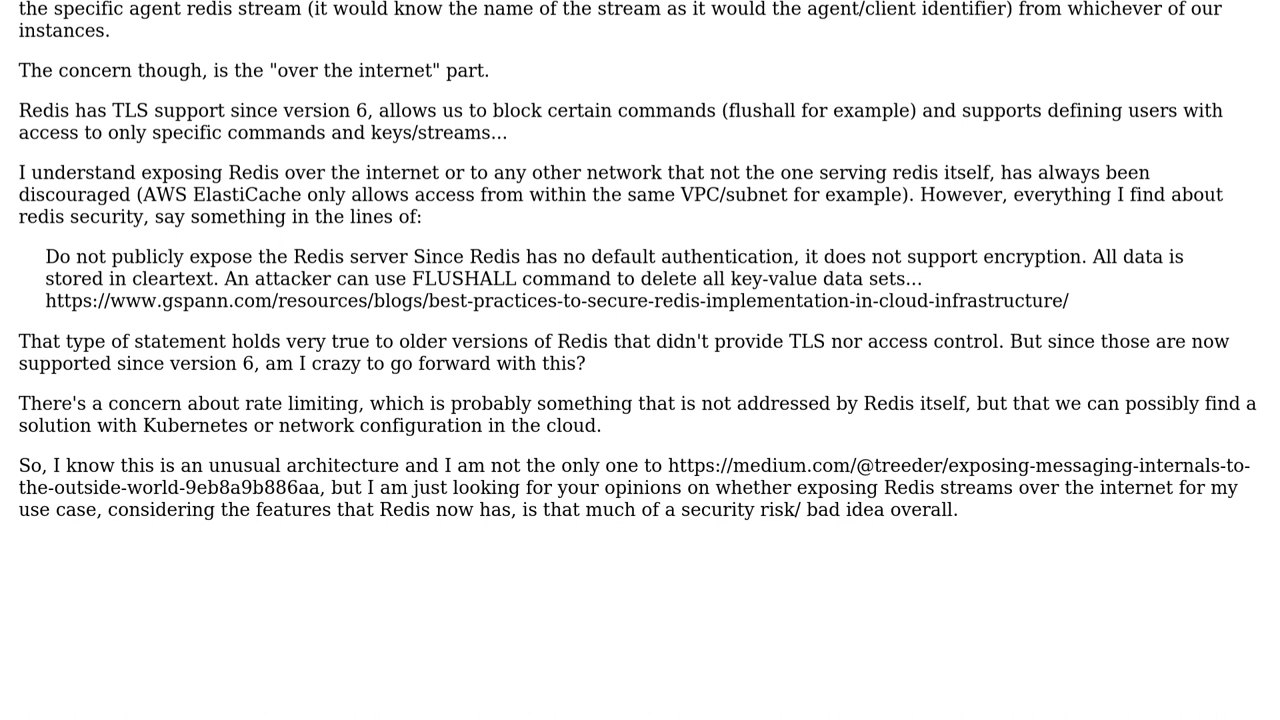 the specific agent redis stream (it would know the name of the stream as it would the agent/client identifier) from whichever of our
instances.
The concern though, is the "over the internet" part.
Redis has TLS support since version 6, allows us to block certain commands (flushall for example) and supports defining users with
access to only specific commands and keys/streams...
I understand exposing Redis over the internet or to any other network that not the one serving redis itself, has always been
discouraged (AWS ElastiCache only allows access from within the same VPC/subnet for example). However, everything I find about
redis security, say something in the lines of:
Do not publicly expose the Redis server Since Redis has no default authentication, it does not support encryption. All data is
stored in cleartext. An attacker can use FLUSHALL command to delete all key-value data sets...
https://www.gspann.com/resources/blogs/best-practices-to-secure-redis-implementation-in-cloud-infrastructure/
That type of statement holds very true to older versions of Redis that didn't provide TLS nor access control. But since those are now
supported since version 6, am I crazy to go forward with this?
There's a concern about rate limiting, which is probably something that is not addressed by Redis itself, but that we can possibly find a
solution with Kubernetes or network configuration in the cloud.
So, I know this is an unusual architecture and I am not the only one to https://medium.com/@treeder/exposing-messaging-internals-to-
the-outside-world-9eb8a9b886aa, but I am just looking for your opinions on whether exposing Redis streams over the internet for my
use case, considering the features that Redis now has, is that much of a security risk/ bad idea overall.